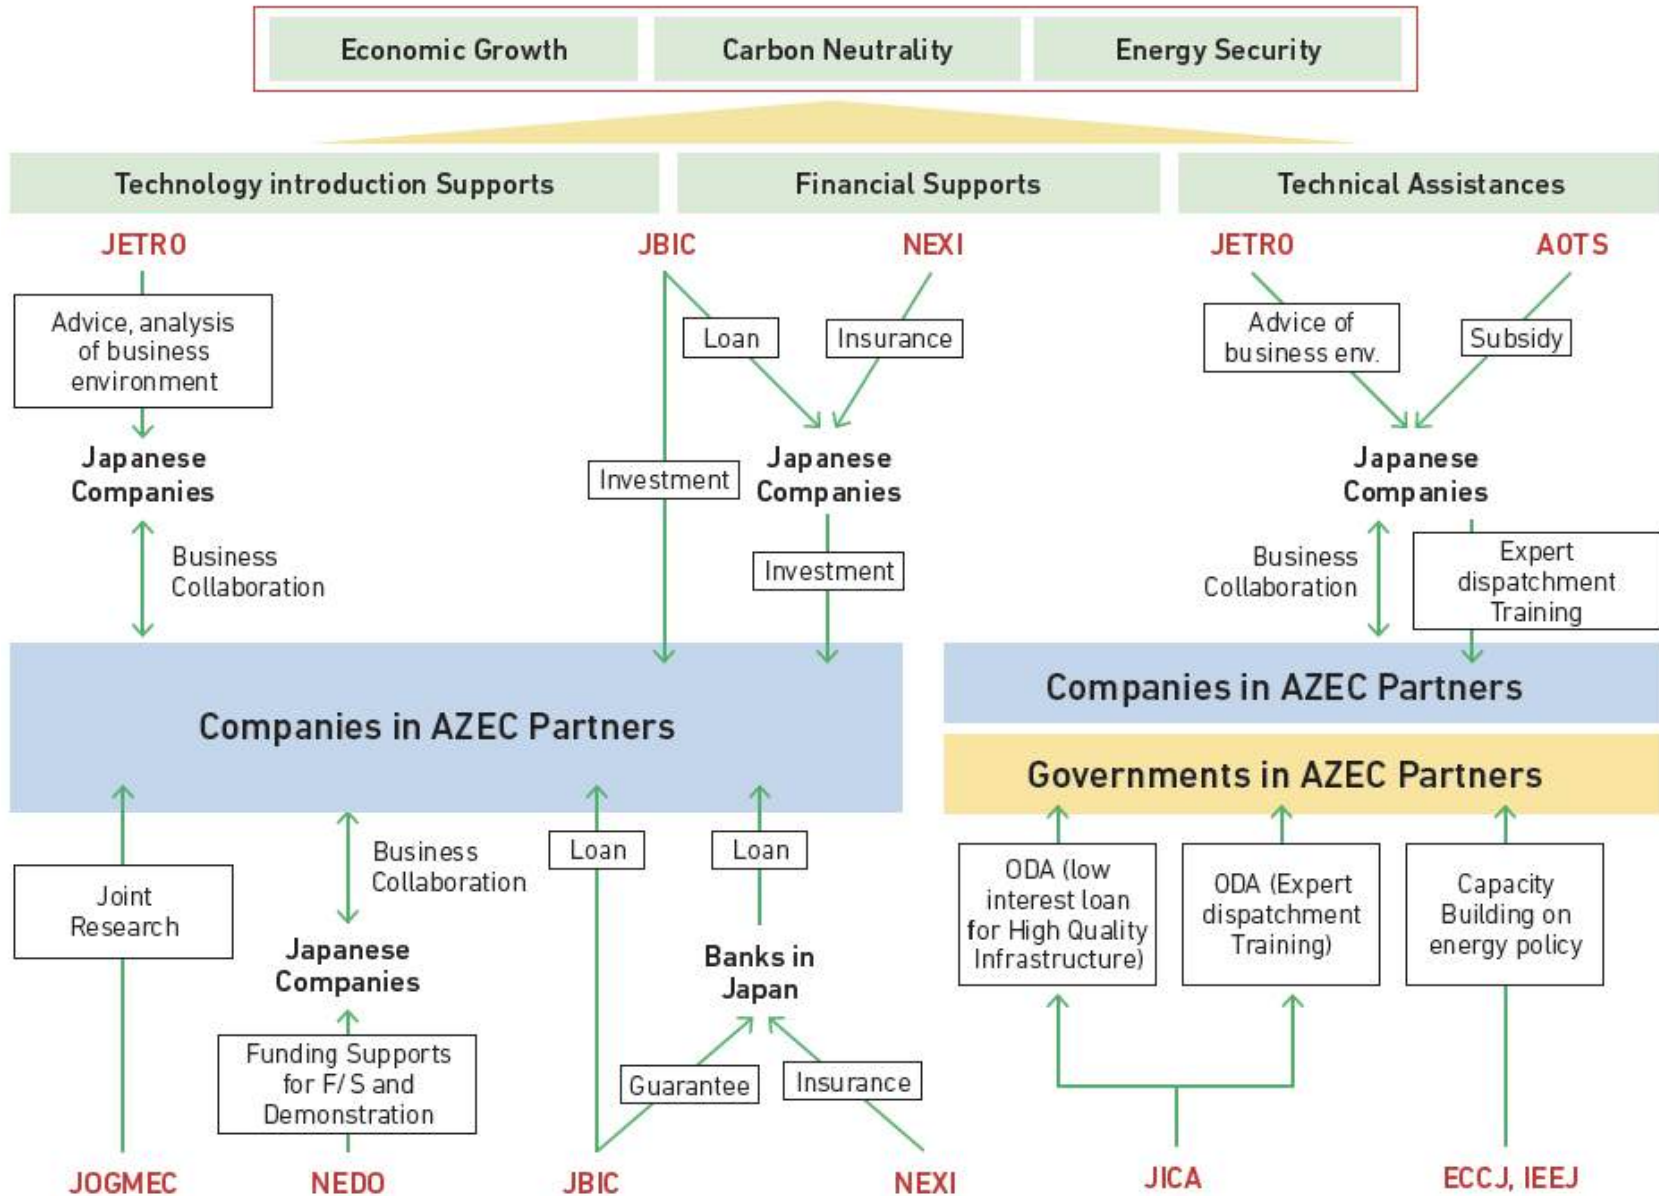 Economic Growth
Carbon Neutrality
Energy Security
Technology introduction Supports
Financial Supports
Technical Assistances
JETRO
JBIC
NEXI
JETRO
AOTS
Advice, analysis
of business
environment
Loan
Insurance
Advice of
business env.
Subsidy
Japanese
Companies
Investment
Japanese
Companies
Japanese
Companies
Business
Collaboration
Investment
Business
Collaboration
Expert
dispatchment
Training
Companies in AZEC Partners
Companies in AZEC Partners
Governments in AZEC Partners
Joint
Research
Business
Collaboration
Loan
Loan
ODA (low
interest loan
for High Quality
Infrastructure)
ODA (Expert
dispatchment
Training)
Capacity
Building on
energy policy
Japanese
Companies
Banks in
Japan
Funding Supports
for F/S and
Demonstration
Guarantee
Insurance
JOGMEC
NEDO
JBIC
NEXI
JICA
ECCJ, IEEJ